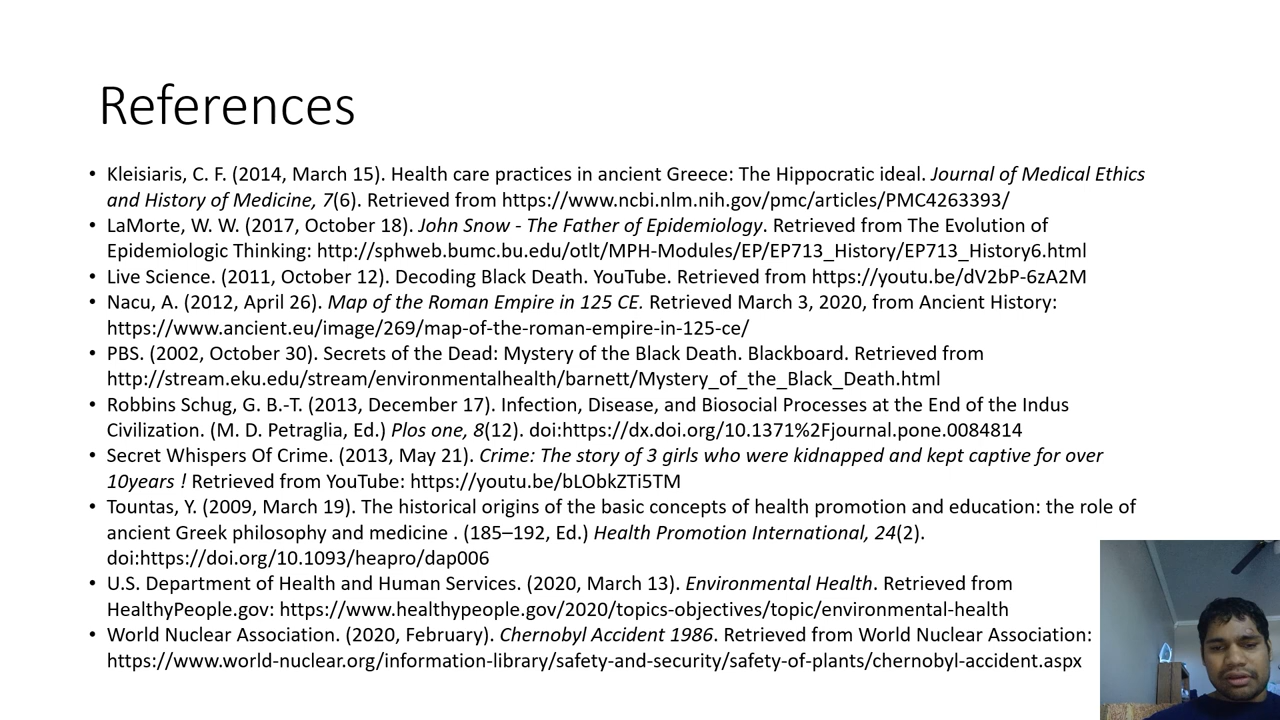 References
• Kleisiaris, C. F. (2014, March 15). Health care practices in ancient Greece: The Hippocratic ideal. Journal of Medical Ethics
and History of Medicine, 7(6). Retrieved from https://www.ncbi.nlm.nih.gov/pmc/articles/PMC4263393/
• LaMorte, W. W. (2017, October 18). John Snow - The Father of Epidemiology. Retrieved from The Evolution of
Epidemiologic Thinking: http://sphweb.bumc.bu.edu/otlt/MPH-Modules/EP/EP713_History/EP713_History6.html
• Live Science. (2011, October 12). Decoding Black Death. YouTube. Retrieved from https://youtu.be/dV2bP-6zA2M
• Nacu, A. (2012, April 26). Map of the Roman Empire in 125 CE. Retrieved March 3, 2020, from Ancient History:
https://www.ancient.eu/image/269/map-of-the-roman-empire-in-125-ce/
• PBS. (2002, October 30). Secrets of the Dead: Mystery of the Black Death. Blackboard. Retrieved from
http://stream.eku.edu/stream/environmentalhealth/barnett/Mystery_of_the_Black_Death.html
• Robbins Schug, G. B.-T. (2013, December 17). Infection, Disease, and Biosocial Processes at the End of the Indus
Civilization. (M. D. Petraglia, Ed.) Plos one, 8(12). doi:https://dx.doi.org/10.1371%2Fjournal.pone.0084814
• Secret Whispers Of Crime. (2013, May 21). Crime: The story of 3 girls who were kidnapped and kept captive for over
10years ! Retrieved from YouTube: https://youtu.be/bLObkZTi5TM
• Tountas, Y. (2009, March 19). The historical origins of the basic concepts of health promotion and education: the role of
ancient Greek philosophy and medicine . (185–192, Ed.) Health Promotion International, 24(2).
doi:https://doi.org/10.1093/heapro/dap006
• U.S. Department of Health and Human Services. (2020, March 13). Environmental Health. Retrieved from
HealthyPeople.gov: https://www.healthypeople.gov/2020/topics-objectives/topic/environmental-health
• World Nuclear Association. (2020, February). Chernobyl Accident 1986. Retrieved from World Nuclear Association:
https://www.world-nuclear.org/information-library/safety-and-security/safety-of-plants/chernobyl-accident.aspx